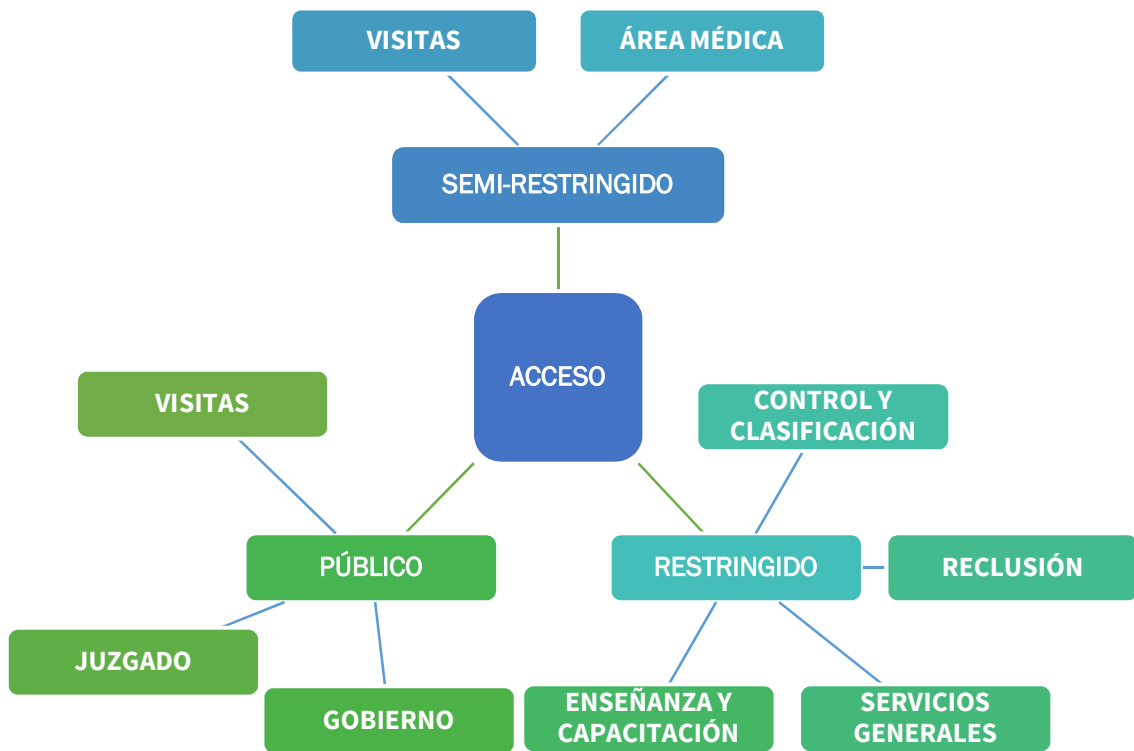 VISITAS
ÁREA MÉDICA
SEMI-RESTRINGIDO
ACCESO
VISITAS
CONTROL Y
CLASIFICACIÓN
PÚBLICO
RESTRINGIDO
RECLUSIÓN
JUZGADO
GOBIERNO
ENSEÑANZA Y
CAPACITACIÓN
SERVICIOS
GENERALES